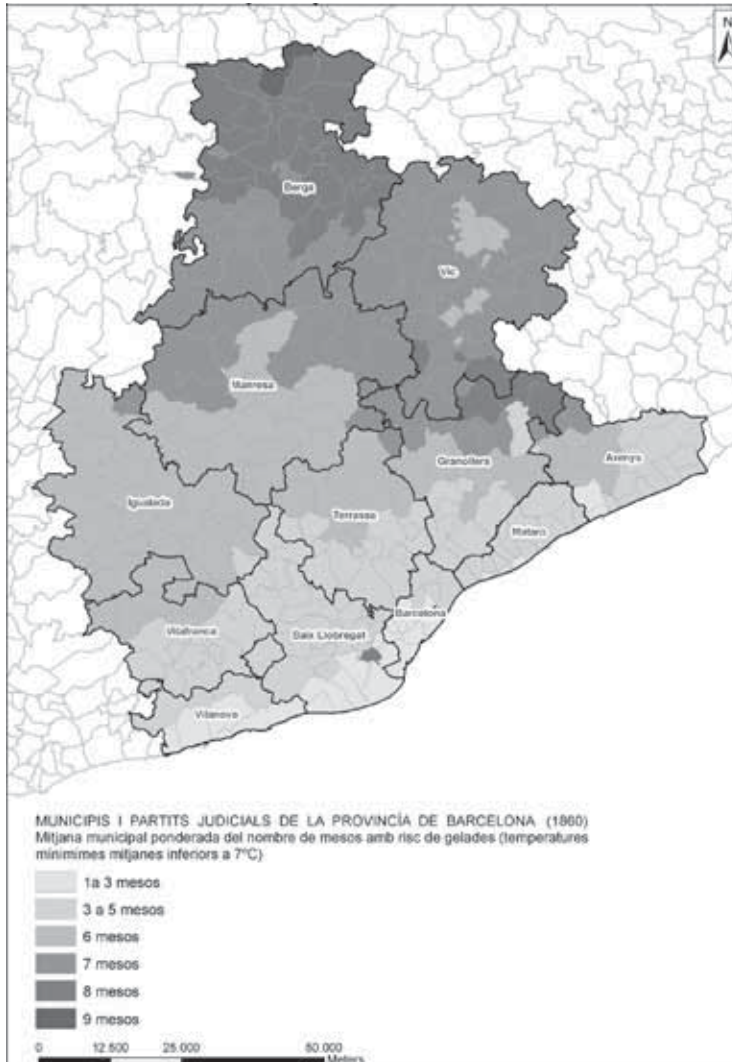 N
Berga
Vic
Manresa
Granollers
Arenys
Igualada
Terrassa
Mataró
Barcelona
Vilafranca
Baix Llobregat
Vilanova
MUNICIPIS I PARTITS JUDICIALS DE LA PROVINCÍA DE BARCELONA (1860)
Mitjana municipal ponderada del nombre de mesos amb risc de gelades (temperatures
minimimes mitjanes inferiors a 7ºC)
1a 3 mesos
3 a 5 mesos
6 mesos
7 mesos
8 mesos
9 mesos
0 12.500 25.000 50.000
Meters